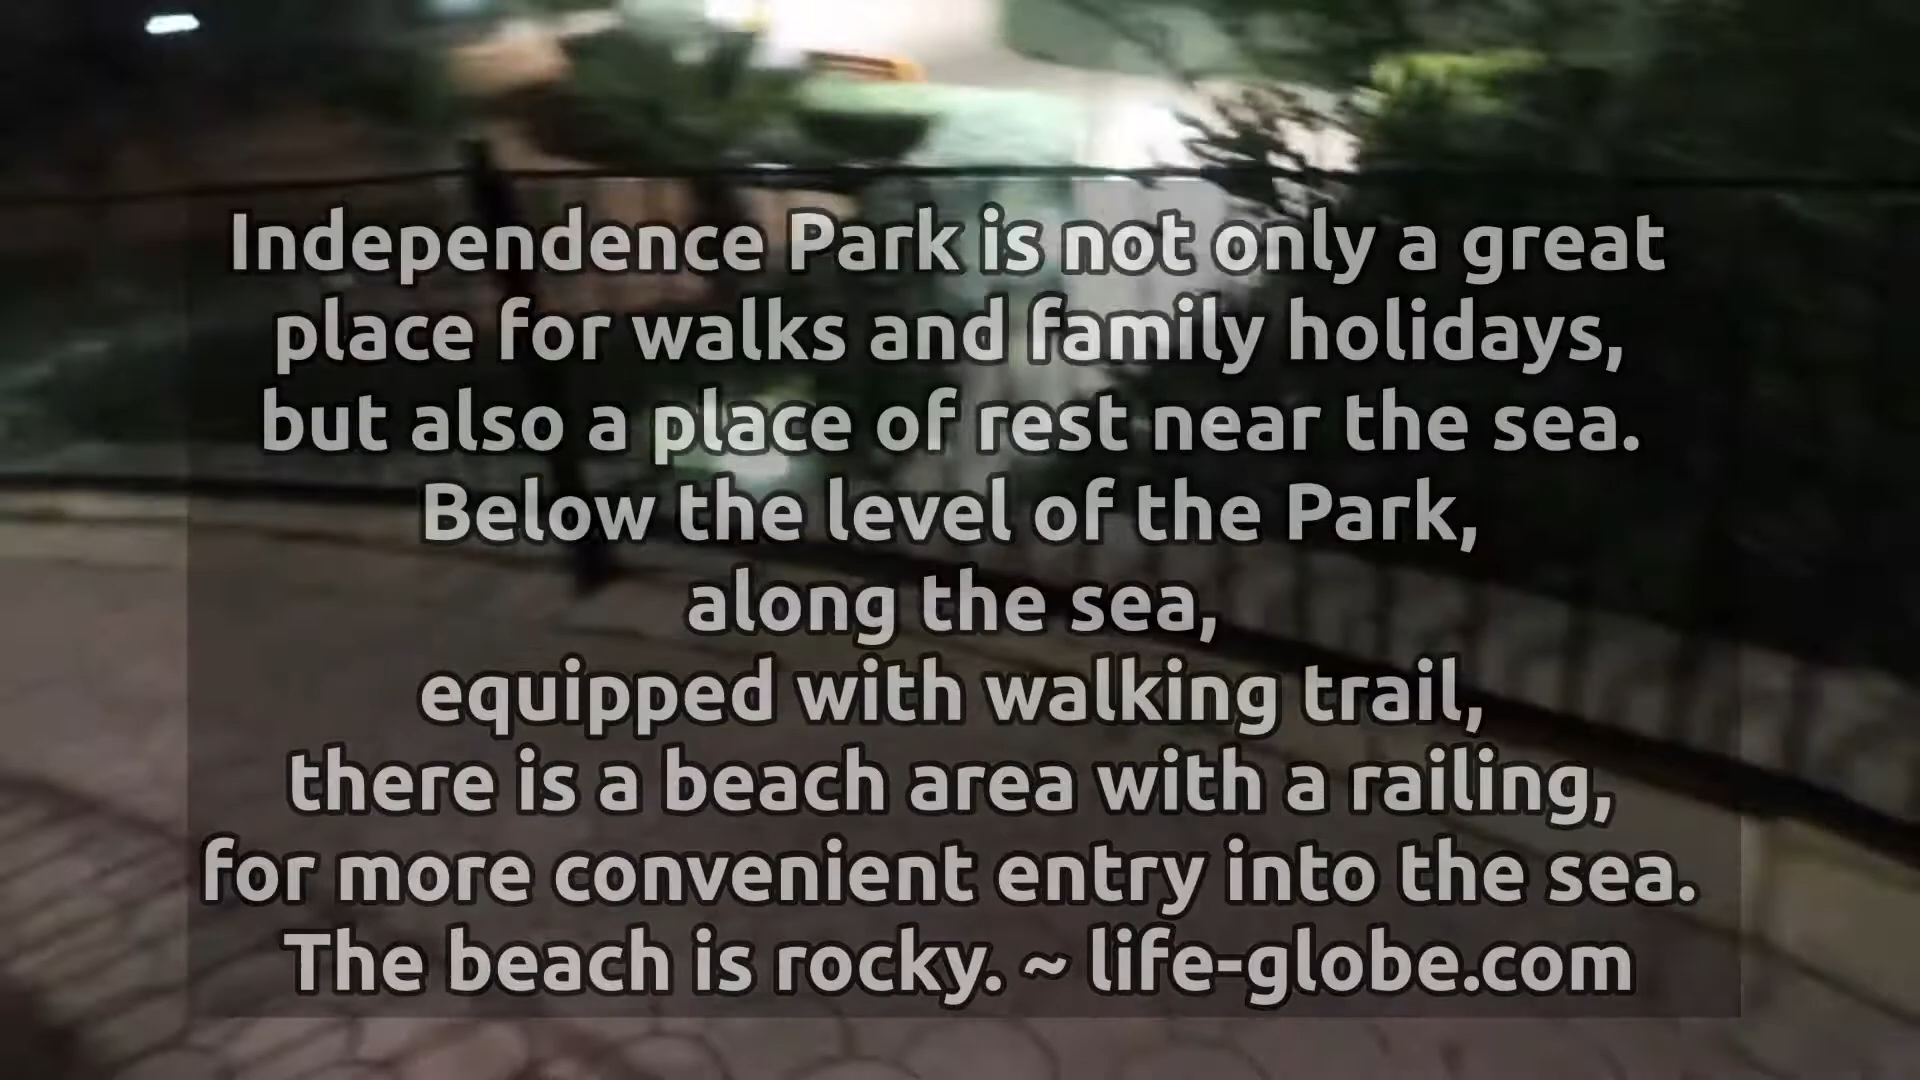 Independence Park is not only a great
place for walks and family holidays,
but also a place of rest near the sea.
Below the level of the Park,
along the sea,
equipped with walking trail,
there is a beach area with a railing,
for more convenient entry into the sea.
The beach is rocky. ~ life-globe.com